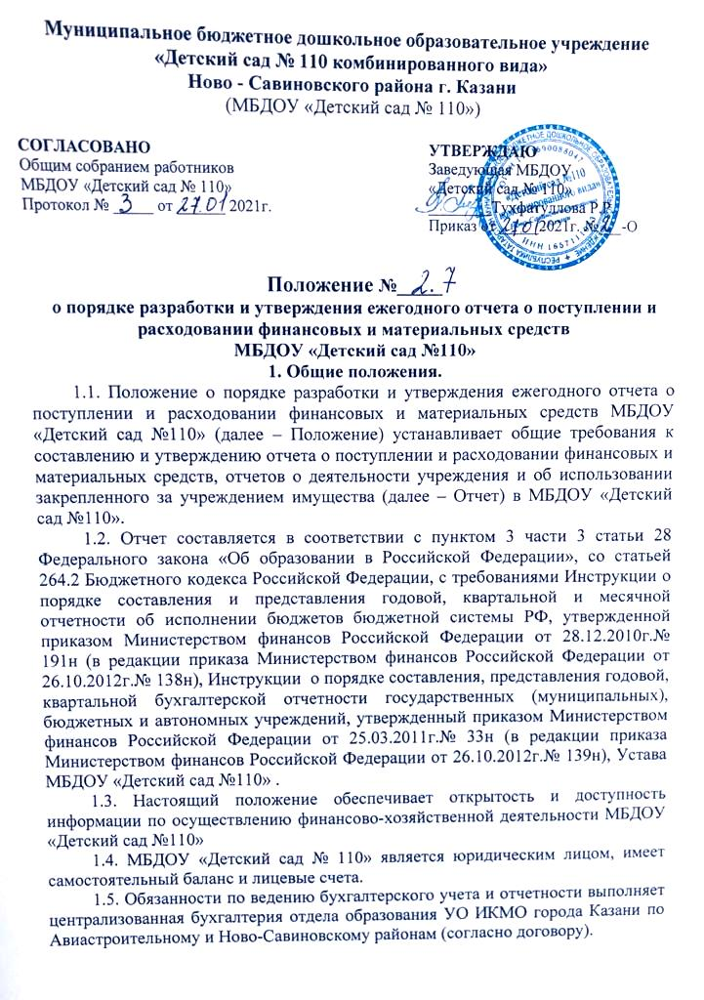 Муниципальное бюджетное дошкольное образовательное учреждение
«Детский сад № 110 комбинированного вида»
Ново - Савиновского района г. Казани
(МБДОУ «Детский сад № 110»)
СОГЛАСОВАНО
Общим собранием работников
МБДОУ «Детский сад № 110»
Протокол № 3 от 27.01 2021г.
УТВЕРЖДАЮ
Заведующая МБДОУ
«Детский сад № 110»
Тухфатуллова Р.Р.
Приказ от 27.01 2021г. № -О
«Детский сад №110
комбинированного вида»
Положение № 2.7
о порядке разработки и утверждения ежегодного отчета о поступлении и
расходовании финансовых и материальных средств
МБДОУ «Детский сад №110»
1. Общие положения.
1.1. Положение о порядке разработки и утверждения ежегодного отчета о
поступлении и расходовании финансовых и материальных средств МБДОУ
«Детский сад №110» (далее – Положение) устанавливает общие требования к
составлению и утверждению отчета о поступлении и расходовании финансовых и
материальных средств, отчетов о деятельности учреждения и об использовании
закрепленного за учреждением имущества (далее – Отчет) в МБДОУ «Детский
сад №110».
1.2. Отчет составляется в соответствии с пунктом 3 части 3 статьи 28
Федерального закона «Об образовании в Российской Федерации», со статьей
264.2 Бюджетного кодекса Российской Федерации, с требованиями Инструкции о
порядке составления и представления годовой, квартальной и месячной
отчетности об исполнении бюджетов бюджетной системы РФ, утвержденной
приказом Министерством финансов Российской Федерации от 28.12.2010г.№
191н (в редакции приказа Министерством финансов Российской Федерации от
26.10.2012г.№ 138н), Инструкции о порядке составления, представления годовой,
квартальной бухгалтерской отчетности государственных (муниципальных),
бюджетных и автономных учреждений, утвержденный приказом Министерством
финансов Российской Федерации от 25.03.2011г.№ 33н (в редакции приказа
Министерством финансов Российской Федерации от 26.10.2012г.№ 139н), Устава
МБДОУ «Детский сад №110» .
1.3. Настоящий положение обеспечивает открытость и доступность
информации по осуществлению финансово-хозяйственной деятельности МБДОУ
«Детский сад №110»
1.4. МБДОУ «Детский сад № 110» является юридическим лицом, имеет
самостоятельный баланс и лицевые счета.
1.5. Обязанности по ведению бухгалтерского учета и отчетности выполняет
централизованная бухгалтерия отдела образования УО ИКМО города Казани по
Авиастроительному и Ново-Савиновскому районам (согласно договору).